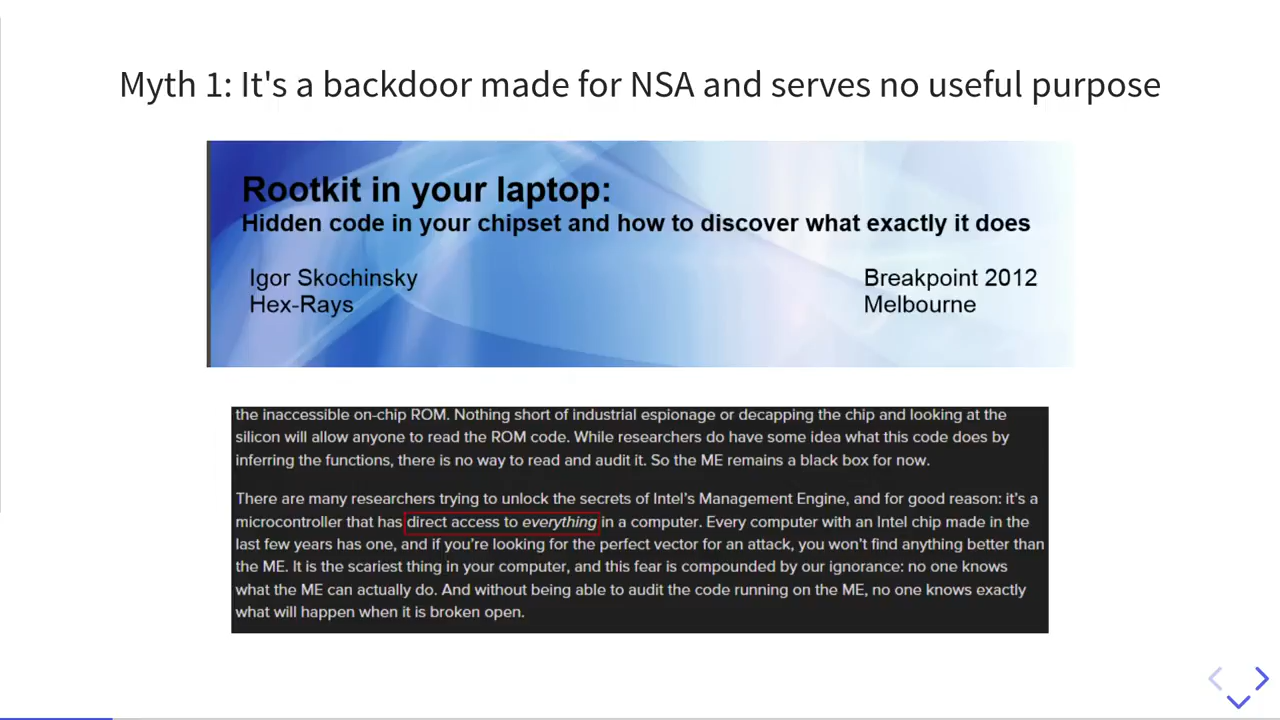 Myth 1: It's a backdoor made for NSA and serves no useful purpose
Rootkit in your laptop:
Hidden code in your chipset and how to discover what exactly it does
Igor Skochinsky
Hex-Rays
Breakpoint 2012
Melbourne
the inaccessible on-chip ROM. Nothing short of industrial espionage or decapping the chip and looking at the
silicon will allow anyone to read the ROM code. While researchers do have some idea what this code does by
inferring the functions, there is no way to read and audit it. So the ME remains a black box for now.
There are many researchers trying to unlock the secrets of Intel's Management Engine, and for good reason: it's a
microcontroller that has direct access to everything in a computer. Every computer with an Intel chip made in the
last few years has one, and if you're looking for the perfect vector for an attack, you won't find anything better than
the ME. It is the scariest thing in your computer, and this fear is compounded by our ignorance: no one knows
what the ME can actually do. And without being able to audit the code running on the ME, no one knows exactly
what will happen when it is broken open.